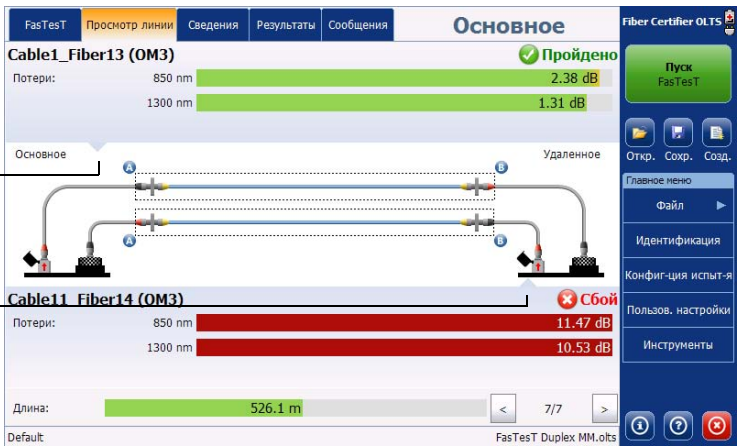 FasTesT Просмотр линии Сведения Результаты Сообщения Основное
Fiber Certifier OLTS
Cable1_Fiber13 (OM3) Пройдено
Потери: 850 nm 2.38 dB
1300 nm 1.31 dB
Основное Удаленное
A B
A B
Cable11_Fiber14 (OM3) Сбой
Потери: 850 nm 11.47 dB
1300 nm 10.53 dB
Длина: 526.1 m < 7/7 >
Default FasTesT Duplex MM.olts
Пуск
FasTesT
Откр. Сохр. Созд.
Главное меню
Файл
Идентификация
Конфиг-ция испыт-я
Пользов. настройки
Инструменты